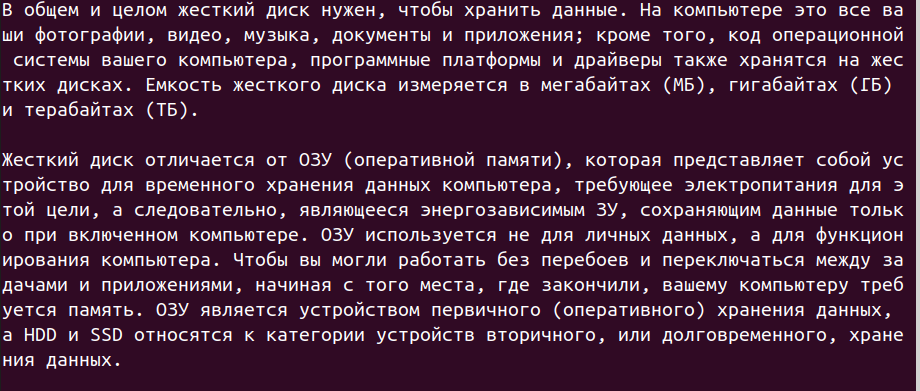 В общем и целом жесткий диск нужен, чтобы хранить данные. На компьютере это все ва
ши фотографии, видео, музыка, документы и приложения; кроме того, код операционной
 системы вашего компьютера, программные платформы и драйверы также хранятся на жес
тких дисках. Емкость жесткого диска измеряется в мегабайтах (МБ), гигабайтах (ГБ)
и терабайтах (ТБ).

Жесткий диск отличается от ОЗУ (оперативной памяти), которая представляет собой ус
тройство для временного хранения данных компьютера, требующее электропитания для э
той цели, а следовательно, являющееся энергозависимым ЗУ, сохраняющим данные тольк
о при включенном компьютере. ОЗУ используется не для личных данных, а для функцион
ирования компьютера. Чтобы вы могли работать без перебоев и переключаться между за
дачами и приложениями, начиная с того места, где закончили, вашему компьютеру треб
уется память. ОЗУ является устройством первичного (оперативного) хранения данных,
а HDD и SSD относятся к категории устройств вторичного, или долговременного, хране
ния данных.